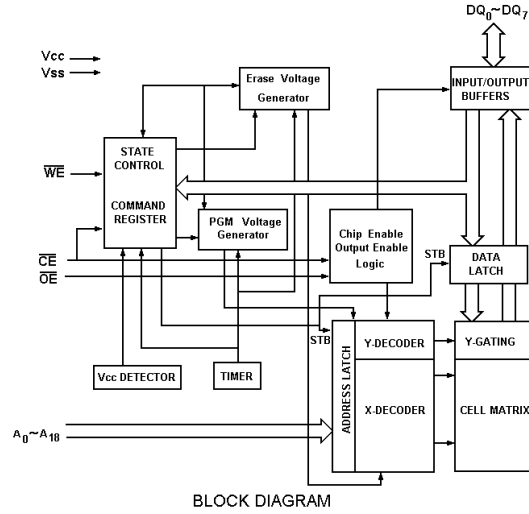 DQ0~DQ7
Vcc
Vss
Erase Voltage
Generator
INPUT/OUTPUT
BUFFERS
STATE
CONTROL
COMMAND
REGISTER
WE
PGM Voltage
Generator
Chip Enable
Output Enable
Logic
CE
OE
STB
DATA
LATCH
STB
ADDRESS LATCH
Y-DECODER
Y-GATING
Vcc DETECTOR
TIMER
X-DECODER
CELL MATRIX
A0~A18
BLOCK DIAGRAM